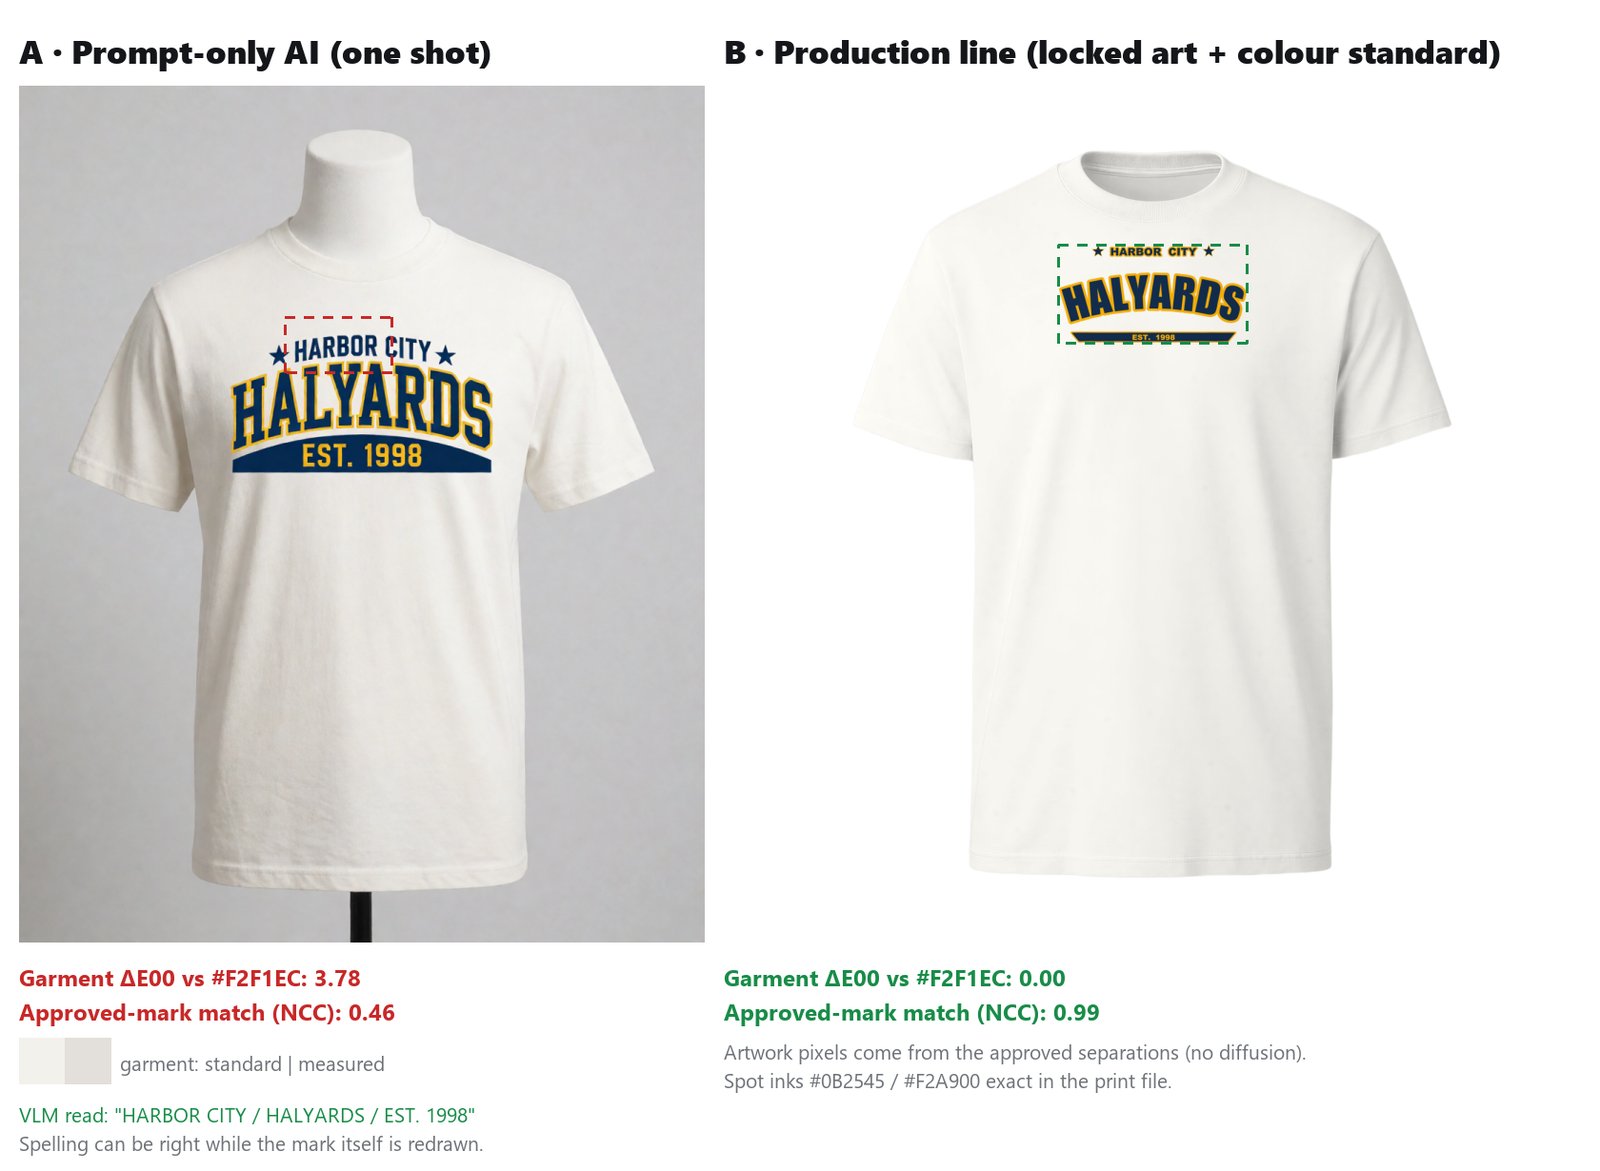 A · Prompt-only AI (one shot)
HARBOR CITY
HALYARDS
EST. 1998
Garment ΔE00 vs #F2F1EC: 3.78
Approved-mark match (NCC): 0.46
garment: standard | measured
VLM read: "HARBOR CITY / HALYARDS / EST. 1998"
Spelling can be right while the mark itself is redrawn.
B · Production line (locked art + colour standard)
HARBOR CITY
HALYARDS
EST. 1998
Garment ΔE00 vs #F2F1EC: 0.00
Approved-mark match (NCC): 0.99
Artwork pixels come from the approved separations (no diffusion).
Spot inks #0B2545 / #F2A900 exact in the print file.